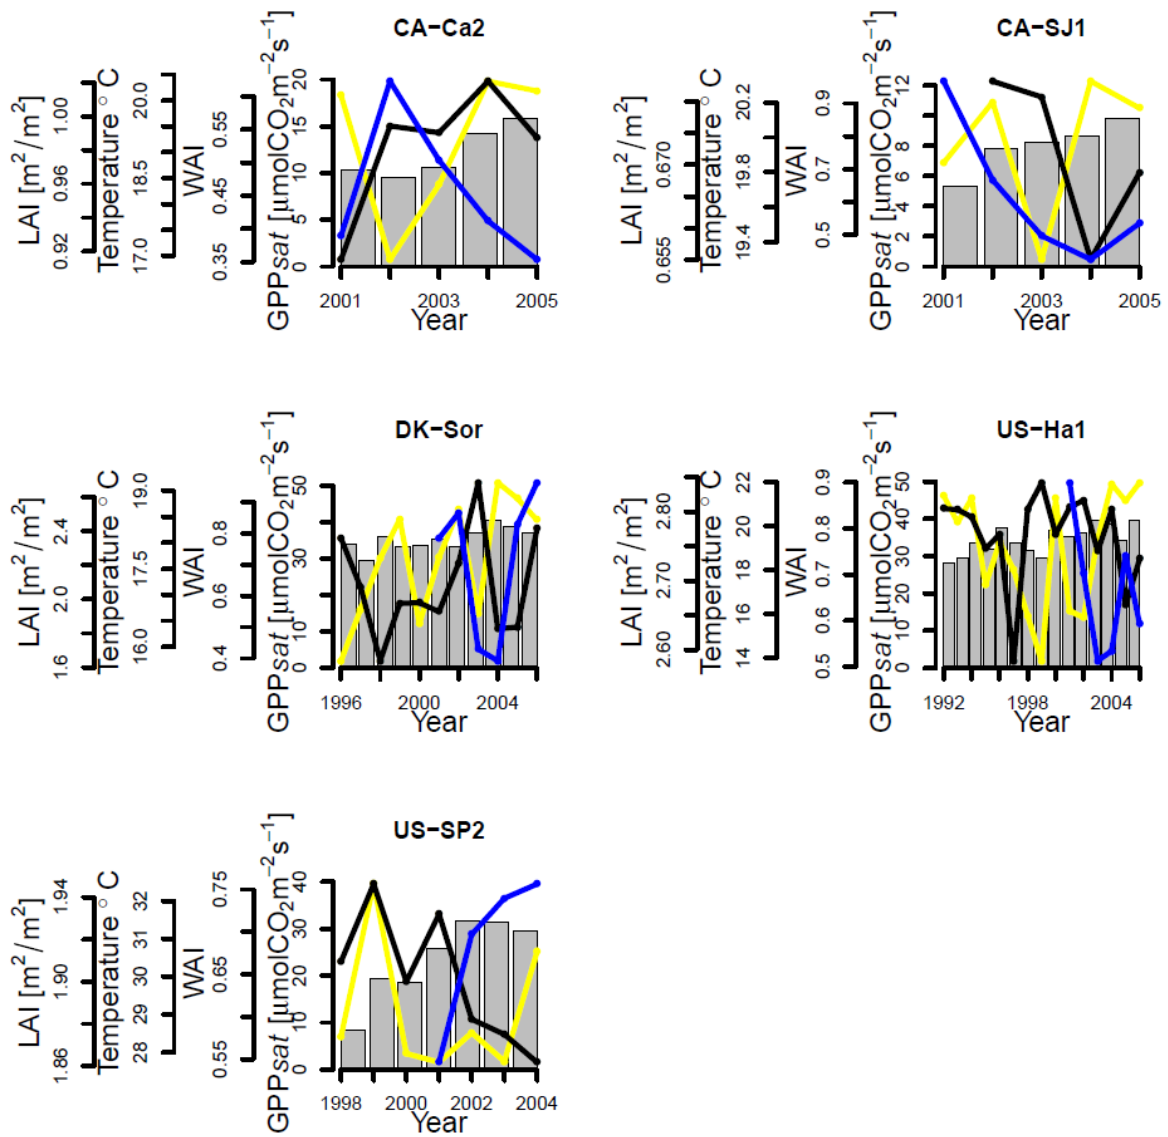 CA−Ca2
LAI [m²/m²]
0.92 0.96 1.00
Temperature ° C
17.0 18.5 20.0
WAI
0.35 0.45 0.55
GPPsat [µmolCO₂m⁻²s⁻¹]
0 5 10 15 20
2001 2003 2005
Year
CA−SJ1
LAI [m²/m²]
0.655 0.670
Temperature ° C
19.4 19.8 20.2
WAI
0.5 0.7 0.9
GPPsat [µmolCO₂m⁻²s⁻¹]
0 2 4 6 8 12
2001 2003 2005
Year
DK−Sor
LAI [m²/m²]
1.6 2.0 2.4
Temperature ° C
16.0 17.5 19.0
WAI
0.4 0.6 0.8
GPPsat [µmolCO₂m⁻²s⁻¹]
0 10 30 50
1996 2000 2004
Year
US−Ha1
LAI [m²/m²]
2.60 2.70 2.80
Temperature ° C
14 16 18 20 22
WAI
0.5 0.6 0.7 0.8 0.9
GPPsat [µmolCO₂m⁻²s⁻¹]
0 10 20 30 40 50
1992 1998 2004
Year
US−SP2
LAI [m²/m²]
1.86 1.90 1.94
Temperature ° C
28 29 30 31 32
WAI
0.55 0.65 0.75
GPPsat [µmolCO₂m⁻²s⁻¹]
0 10 20 30 40
1998 2000 2002 2004
Year